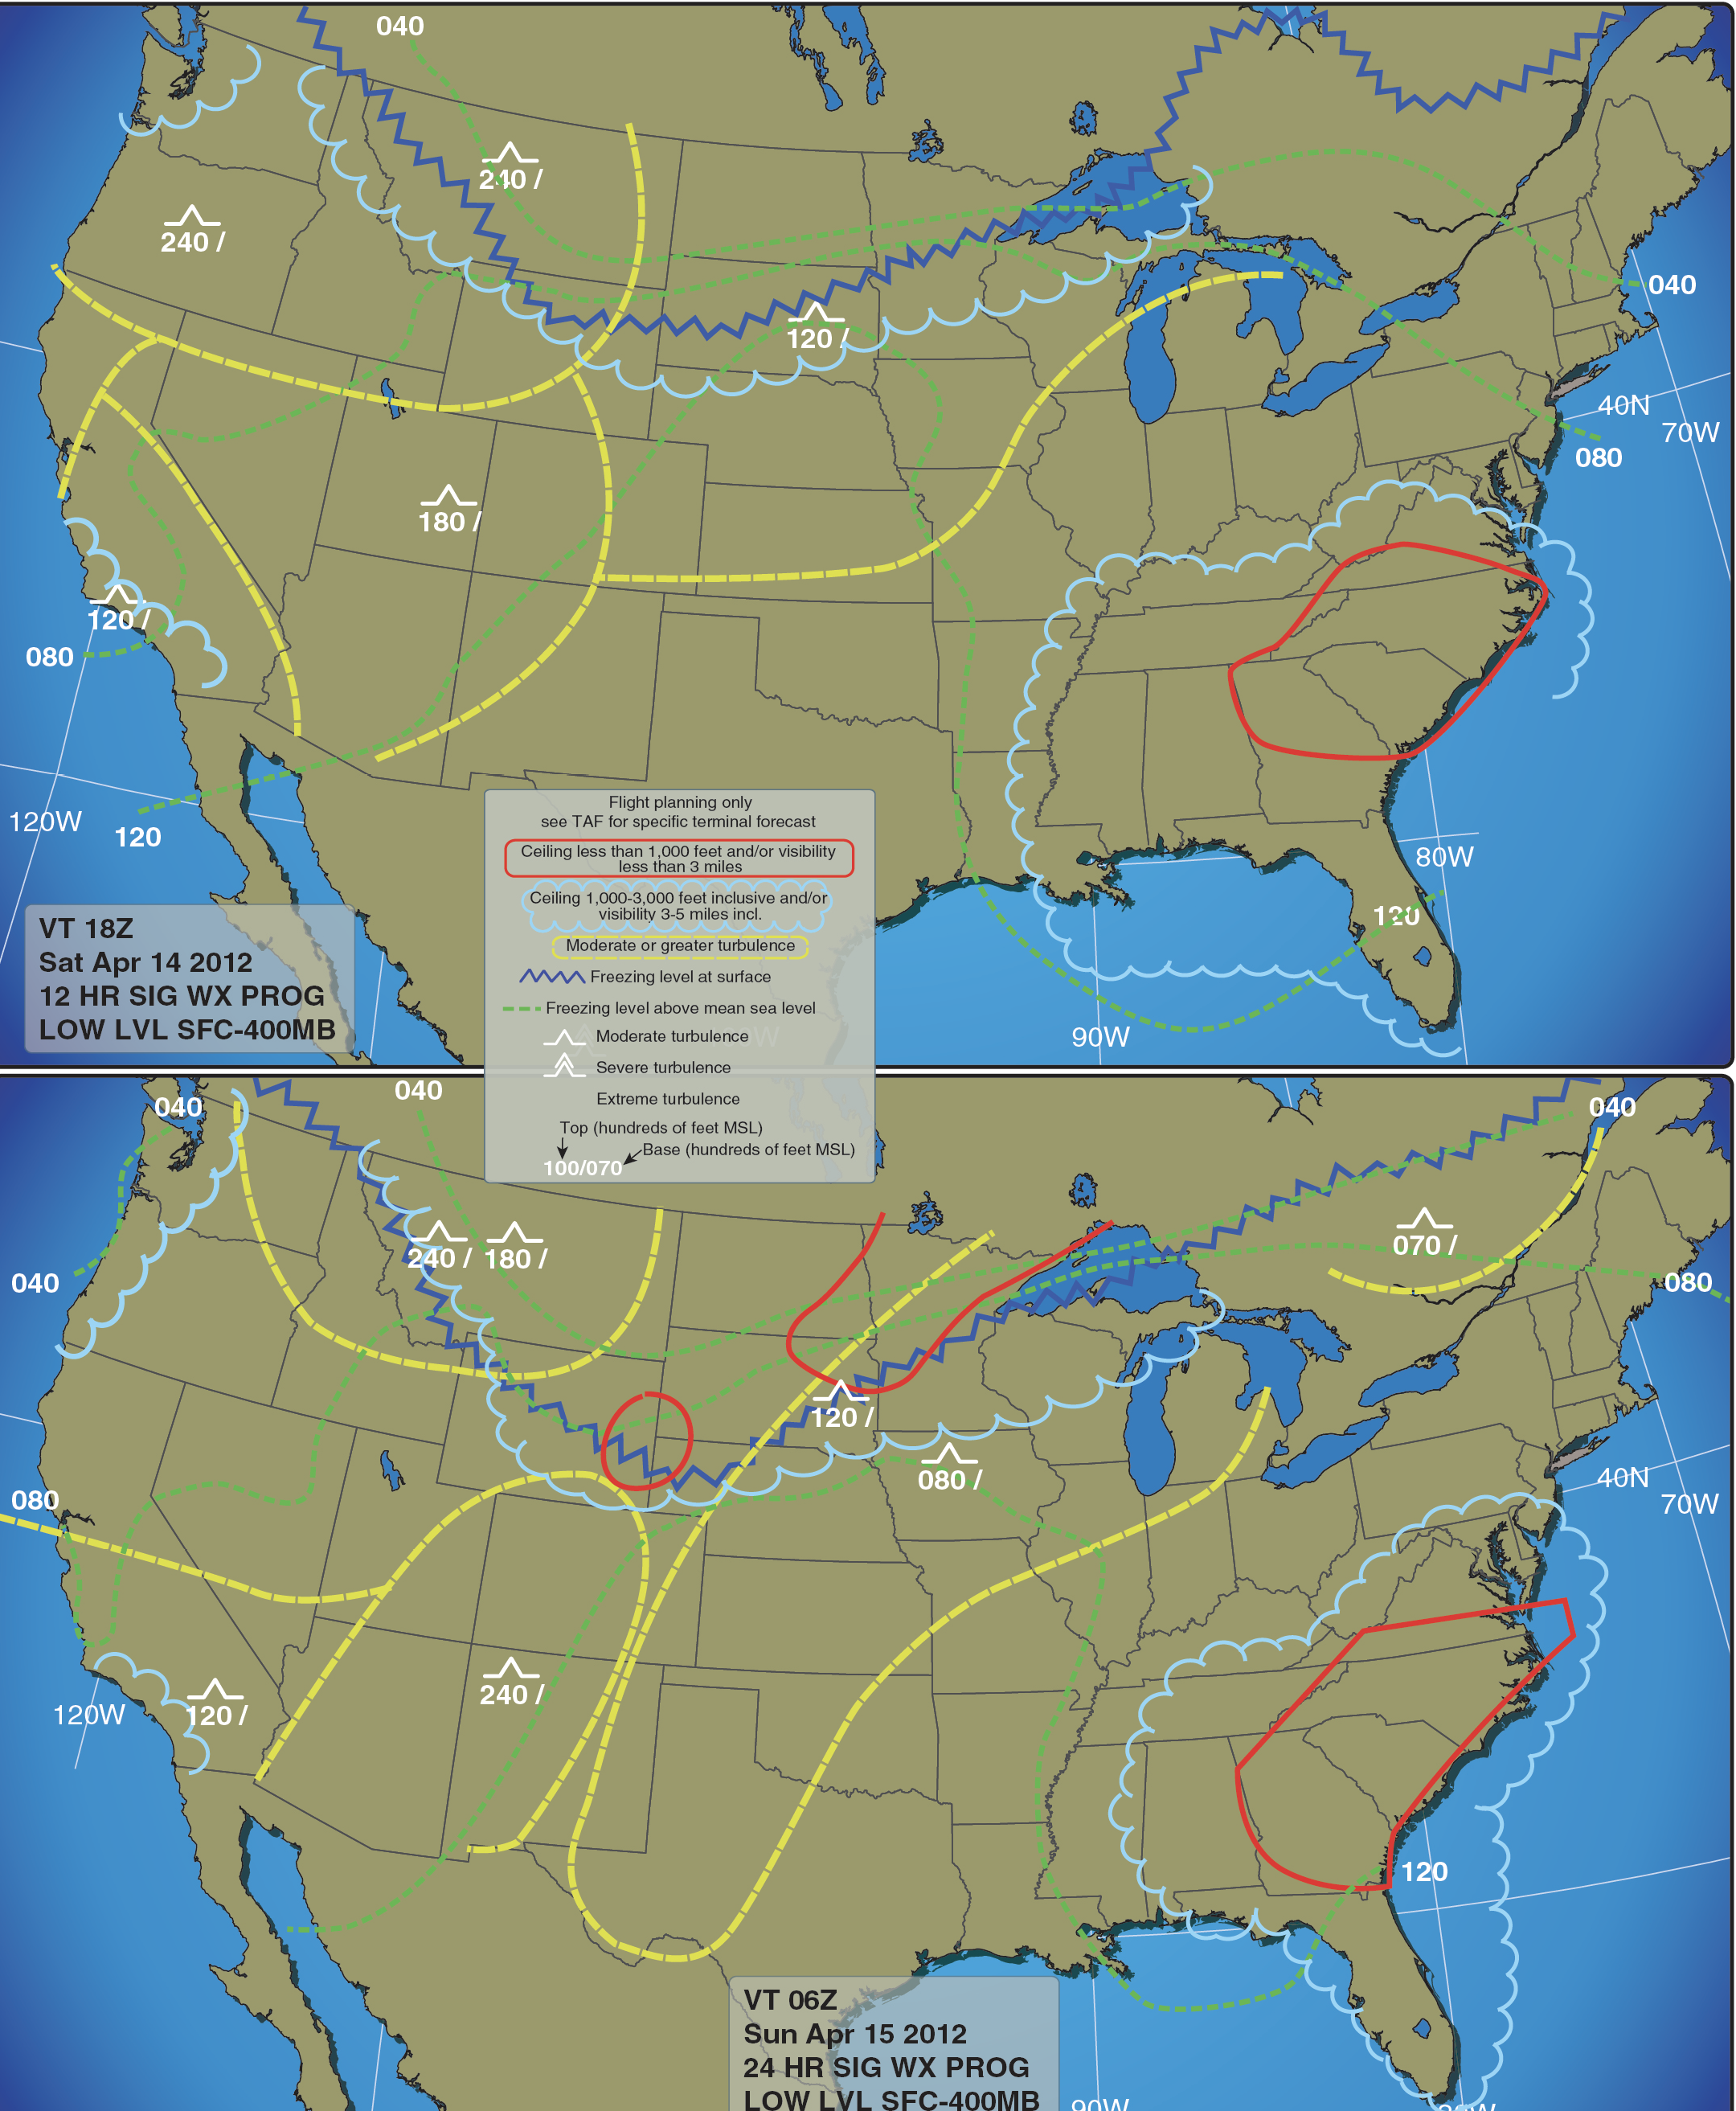 040
240 /
240 /
120 /
040
40N
70W
080
180 /
120 /
080
120W
120
80W
120
90W
VT 18Z
Sat Apr 14 2012
12 HR SIG WX PROG
LOW LVL SFC-400MB
Flight planning only
see TAF for specific terminal forecast
Ceiling less than 1,000 feet and/or visibility
less than 3 miles
Ceiling 1,000-3,000 feet inclusive and/or
visibility 3-5 miles incl.
Moderate or greater turbulence
Freezing level at surface
Freezing level above mean sea level
Moderate turbulence
Severe turbulence
Extreme turbulence
Top (hundreds of feet MSL)
Base (hundreds of feet MSL)
100/070
040
040
040
240 /
180 /
070 /
040
080
120 /
080 /
40N
70W
080
240 /
120W
120 /
120
VT 06Z
Sun Apr 15 2012
24 HR SIG WX PROG
LOW LVL SFC-400MB
90W